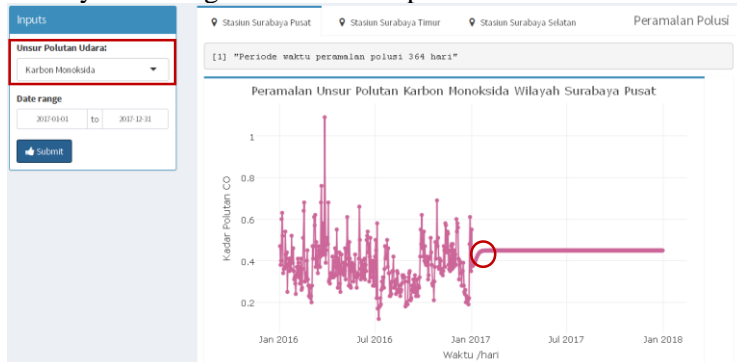 Inputs
Unsur Polutan Udara:
Karbon Monoksida
Date range
2017-01-01 to 2017-12-31
Submit
Stasiun Surabaya Pusat Stasiun Surabaya Timur Stasiun Surabaya Selatan Peramalan Polusi
[1] "Periode waktu peramalan polusi 364 hari"
Peramalan Unsur Polutan Karbon Monoksida Wilayah Surabaya Pusat
Kadar Polutan CO
1
0.8
0.6
0.4
0.2
Jan 2016 Jul 2016 Jan 2017 Jul 2017 Jan 2018
Waktu /hari